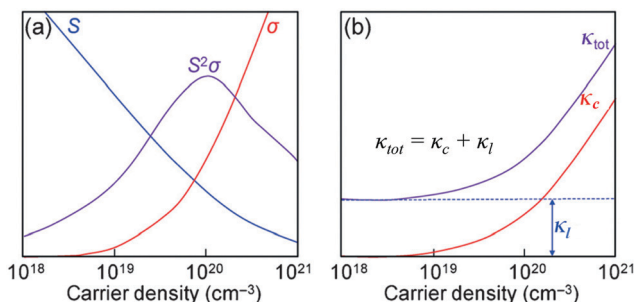 (a) S σ
S²σ
10¹⁸ 10¹⁹ 10²⁰ 10²¹
Carrier density (cm⁻³)
(b) κtot
κc
κtot = κc + κl
κl
10¹⁸ 10¹⁹ 10²⁰ 10²¹
Carrier density (cm⁻³)